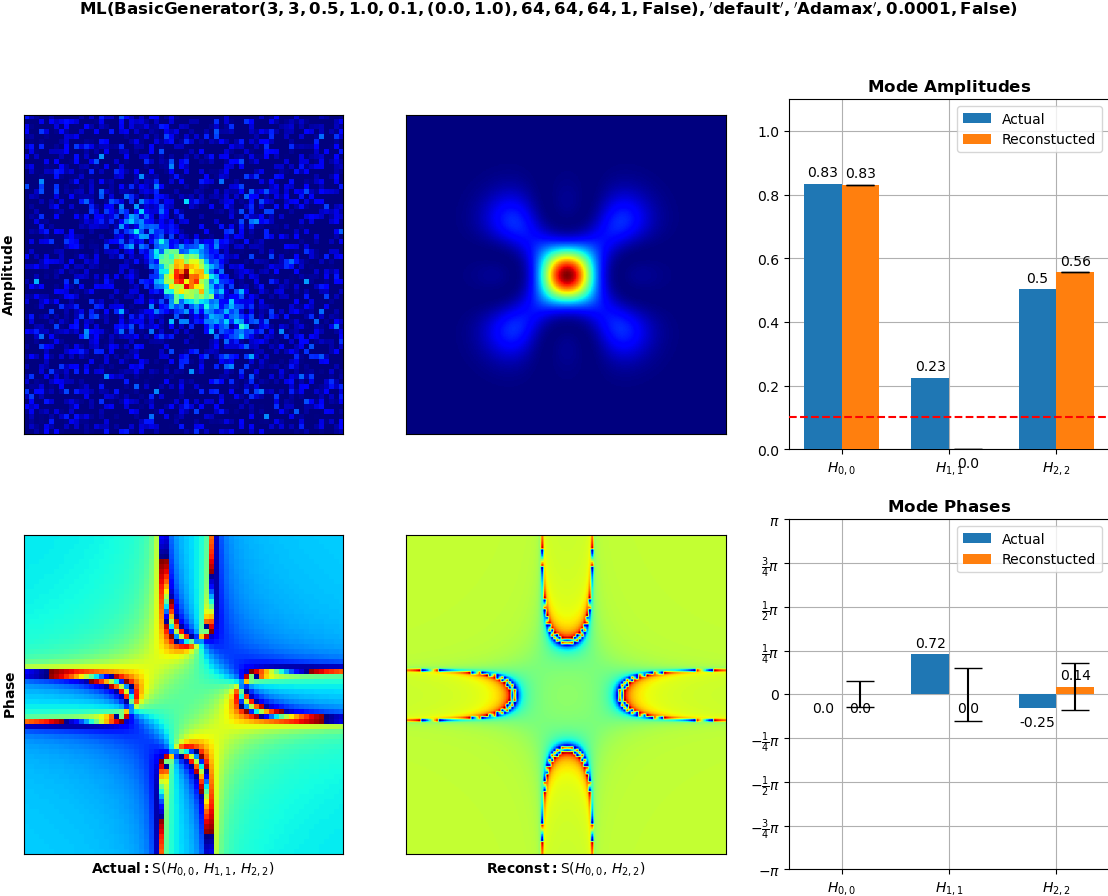 ML(BasicGenerator(3, 3, 0.5, 1.0, 0.1, (0.0, 1.0), 64, 64, 64, 1, False), ′default′, ′Adamax′, 0.0001, False)
Amplitude
Mode Amplitudes
Actual
Reconstucted
1.0
0.8
0.6
0.4
0.2
0.0
0.83
0.83
0.23
0.0
0.5
0.56
H₀,₀
H₁,₁
H₂,₂
Phase
Actual: S(H₀,₀, H₁,₁, H₂,₂)
Reconst: S(H₀,₀, H₂,₂)
Mode Phases
Actual
Reconstucted
π
3/4π
1/2π
1/4π
0
−1/4π
−1/2π
−3/4π
−π
0.0
0.0
0.72
0.0
-0.25
0.14
H₀,₀
H₁,₁
H₂,₂